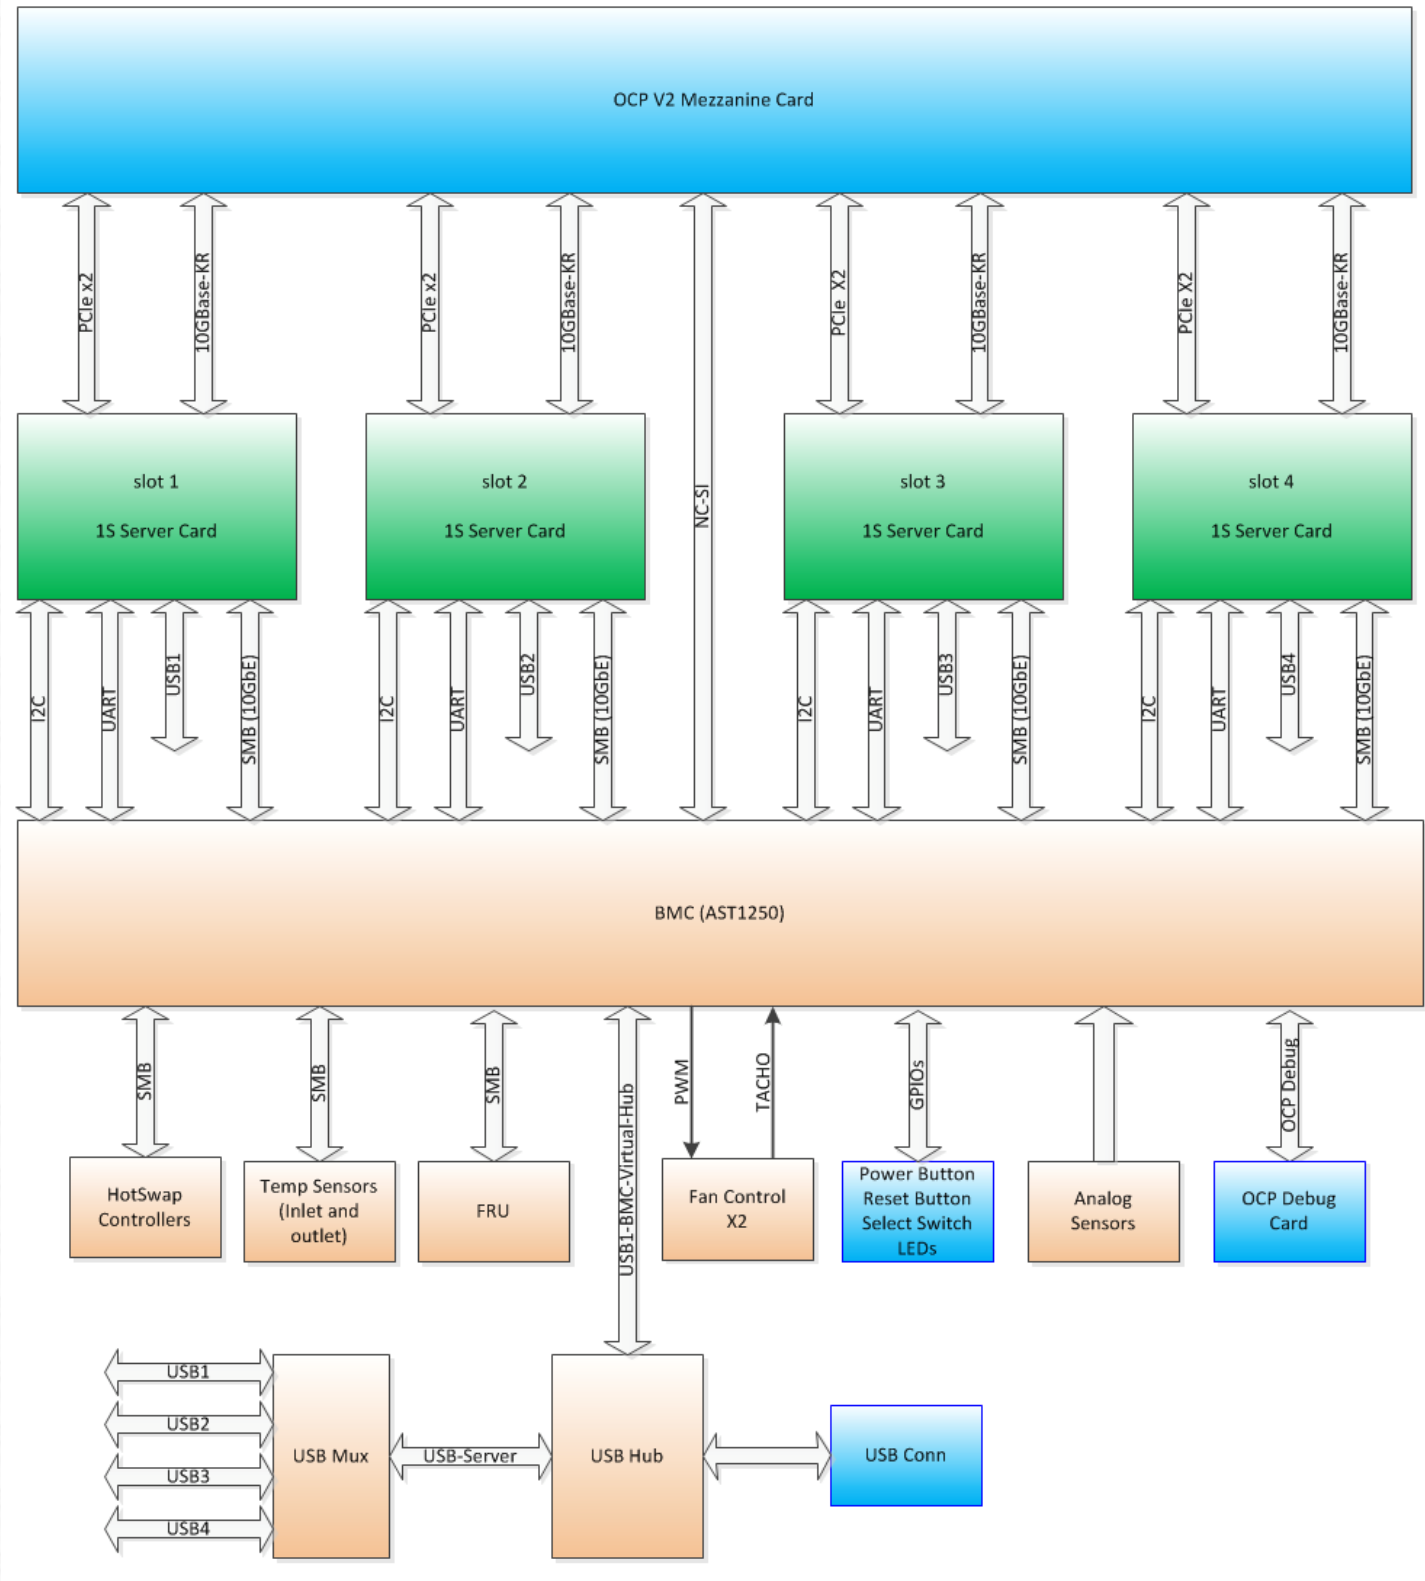 OCP V2 Mezzanine Card
PCIe x2
10GBase-KR
PCIe x2
10GBase-KR
NC-SI
PCIe X2
10GBase-KR
PCIe X2
10GBase-KR
slot 1
1S Server Card
slot 2
1S Server Card
slot 3
1S Server Card
slot 4
1S Server Card
I2C
UART
USB1
SMB (10GbE)
I2C
UART
USB2
SMB (10GbE)
I2C
UART
USB3
SMB (10GbE)
I2C
UART
USB4
SMB (10GbE)
BMC (AST1250)
SMB
SMB
SMB
USB1-BMC-Virtual-Hub
PWM
TACHO
GPIOs
OCP Debug
HotSwap
Controllers
Temp Sensors
(Inlet and
outlet)
FRU
Fan Control
X2
Power Button
Reset Button
Select Switch
LEDs
Analog
Sensors
OCP Debug
Card
USB1
USB2
USB3
USB4
USB Mux
USB-Server
USB Hub
USB Conn